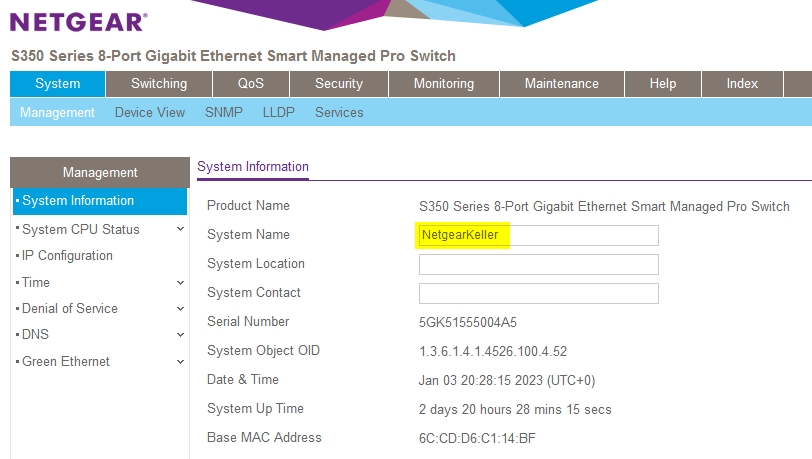 NETGEAR®
S350 Series 8-Port Gigabit Ethernet Smart Managed Pro Switch
System Switching QoS Security Monitoring Maintenance Help Index
Management Device View SNMP LLDP Services
Management
System Information
System CPU Status
IP Configuration
Time
Denial of Service
DNS
Green Ethernet
System Information
Product Name S350 Series 8-Port Gigabit Ethernet Smart Managed Pro Switch
System Name NetgearKeller
System Location
System Contact
Serial Number 5GK51555004A5
System Object OID 1.3.6.1.4.1.4526.100.4.52
Date & Time Jan 03 20:28:15 2023 (UTC+0)
System Up Time 2 days 20 hours 28 mins 15 secs
Base MAC Address 6C:CD:D6:C1:14:BF